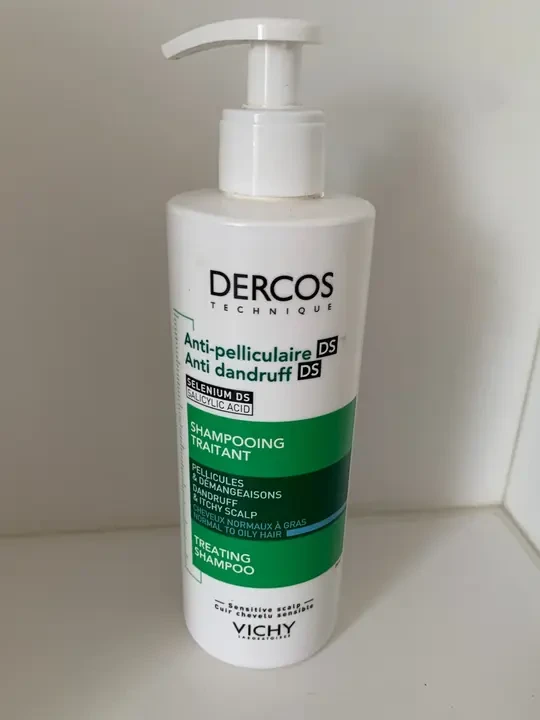 DERCOS
TECHNIQUE
Anti-pelliculaire DS
Anti dandruff DS
SELENIUM DS
SALICYLIC ACID
SHAMPOOING
TRAITANT
PELLICULES
& DÉMANGEAISONS
DANDRUFF
& ITCHY SCALP
CHEVEUX NORMAUX À GRAS
NORMAL TO OILY HAIR
TREATING
SHAMPOO
Sensitive scalp
Cuir chevelu sensible
VICHY
LABORATOIRES